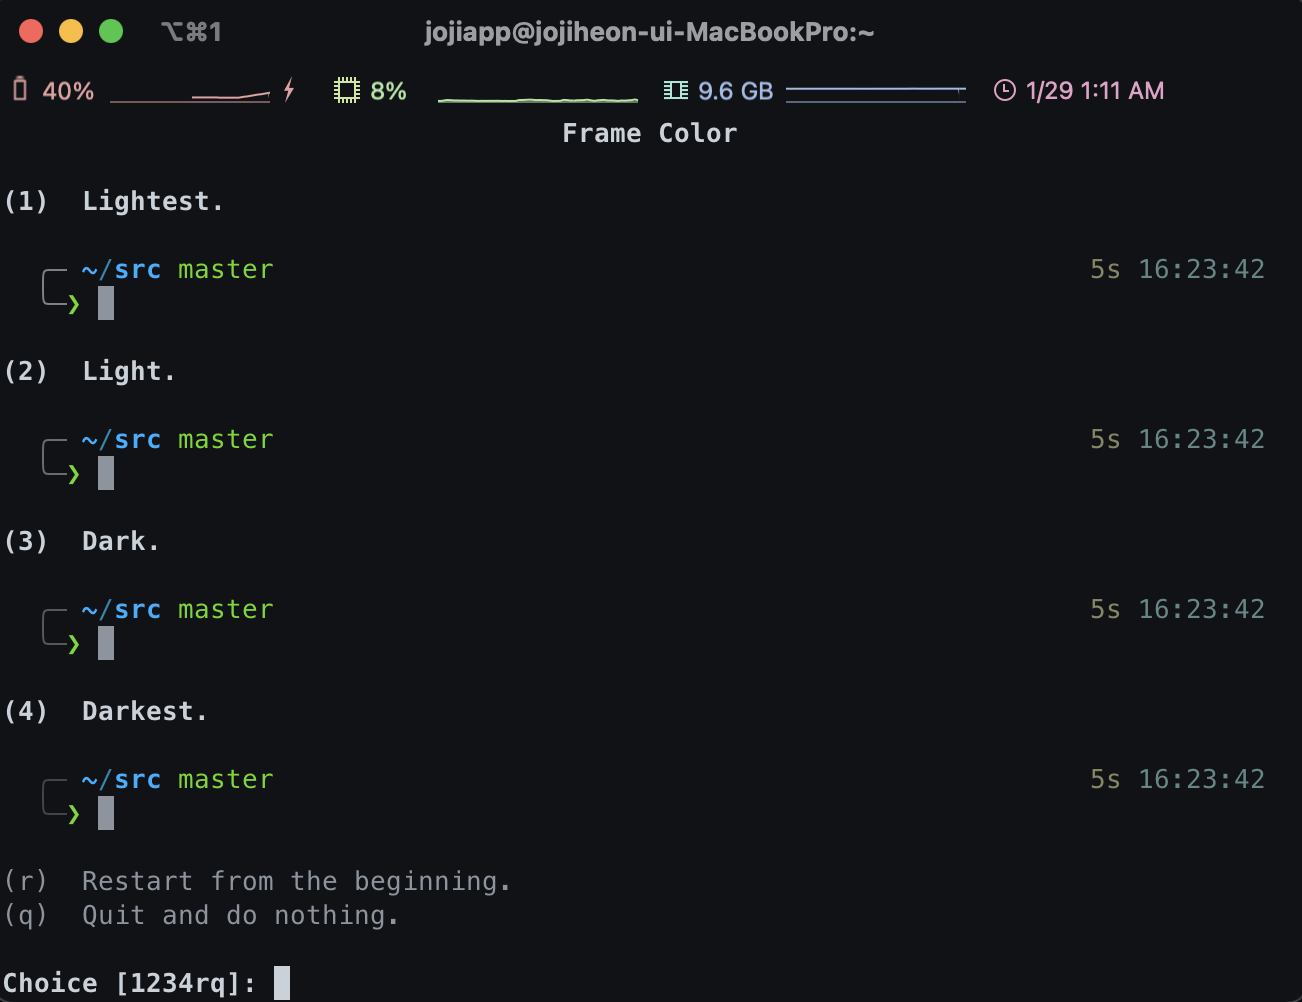 ⌥⌘1 jojiapp@jojiheon-ui-MacBookPro:~
40% 8% 9.6 GB 1/29 1:11 AM
Frame Color
(1) Lightest.
~/src master 5s 16:23:42
❯
(2) Light.
~/src master 5s 16:23:42
❯
(3) Dark.
~/src master 5s 16:23:42
❯
(4) Darkest.
~/src master 5s 16:23:42
❯
(r) Restart from the beginning.
(q) Quit and do nothing.
Choice [1234rq]: